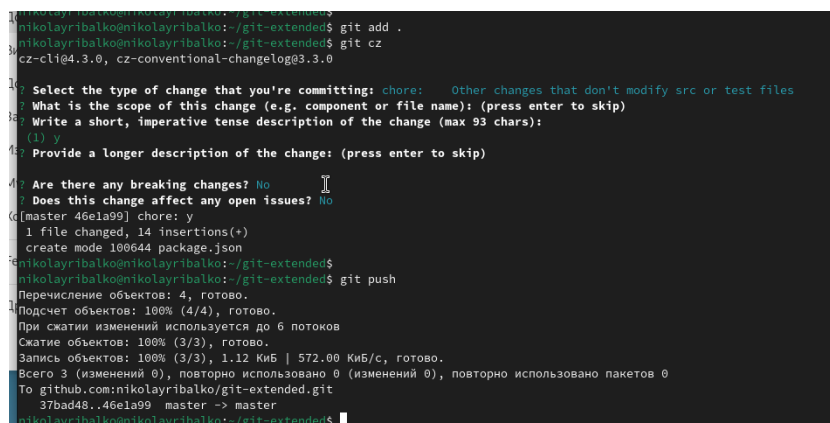 nikolayribalko@nikolayribalko:~/git-extended$
nikolayribalko@nikolayribalko:~/git-extended$ git add .
nikolayribalko@nikolayribalko:~/git-extended$ git cz
cz-cli@4.3.0, cz-conventional-changelog@3.3.0
? Select the type of change that you're committing: chore:    Other changes that don't modify src or test files
? What is the scope of this change (e.g. component or file name): (press enter to skip)
? Write a short, imperative tense description of the change (max 93 chars):
(1) y
? Provide a longer description of the change: (press enter to skip)
? Are there any breaking changes? No
? Does this change affect any open issues? No
[master 46e1a99] chore: y
1 file changed, 14 insertions(+)
create mode 100644 package.json
nikolayribalko@nikolayribalko:~/git-extended$
nikolayribalko@nikolayribalko:~/git-extended$ git push
Перечисление объектов: 4, готово.
Подсчет объектов: 100% (4/4), готово.
При сжатии изменений используется до 6 потоков
Сжатие объектов: 100% (3/3), готово.
Запись объектов: 100% (3/3), 1.12 КиБ | 572.00 КиБ/с, готово.
Всего 3 (изменений 0), повторно использовано 0 (изменений 0), повторно использовано пакетов 0
To github.com:nikolayribalko/git-extended.git
37bad48..46e1a99  master -> master
nikolayribalko@nikolayribalko:~/git-extended$